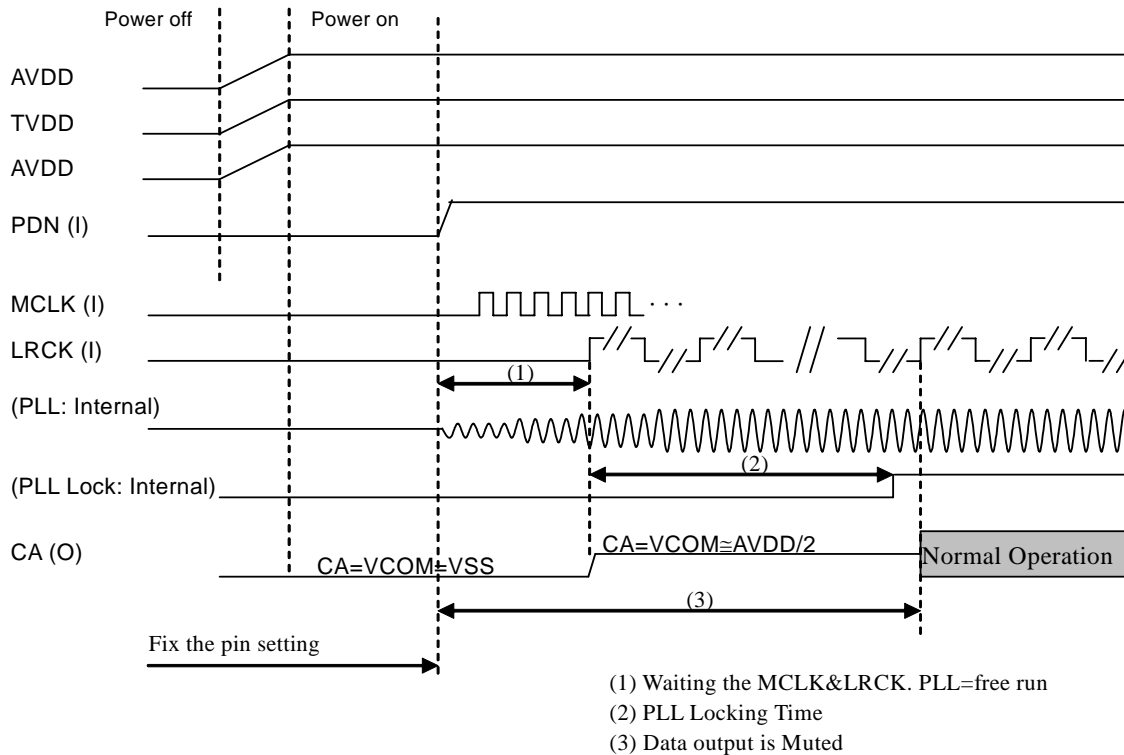 Power off
Power on
AVDD
TVDD
AVDD
PDN (I)
MCLK (I)
. . .
LRCK (I)
(1)
(PLL: Internal)
(2)
(PLL Lock: Internal)
CA (O)
CA=VCOM=VSS
CA=VCOM≅AVDD/2
Normal Operation
(3)
Fix the pin setting
(1) Waiting the MCLK&LRCK. PLL=free run
(2) PLL Locking Time
(3) Data output is Muted